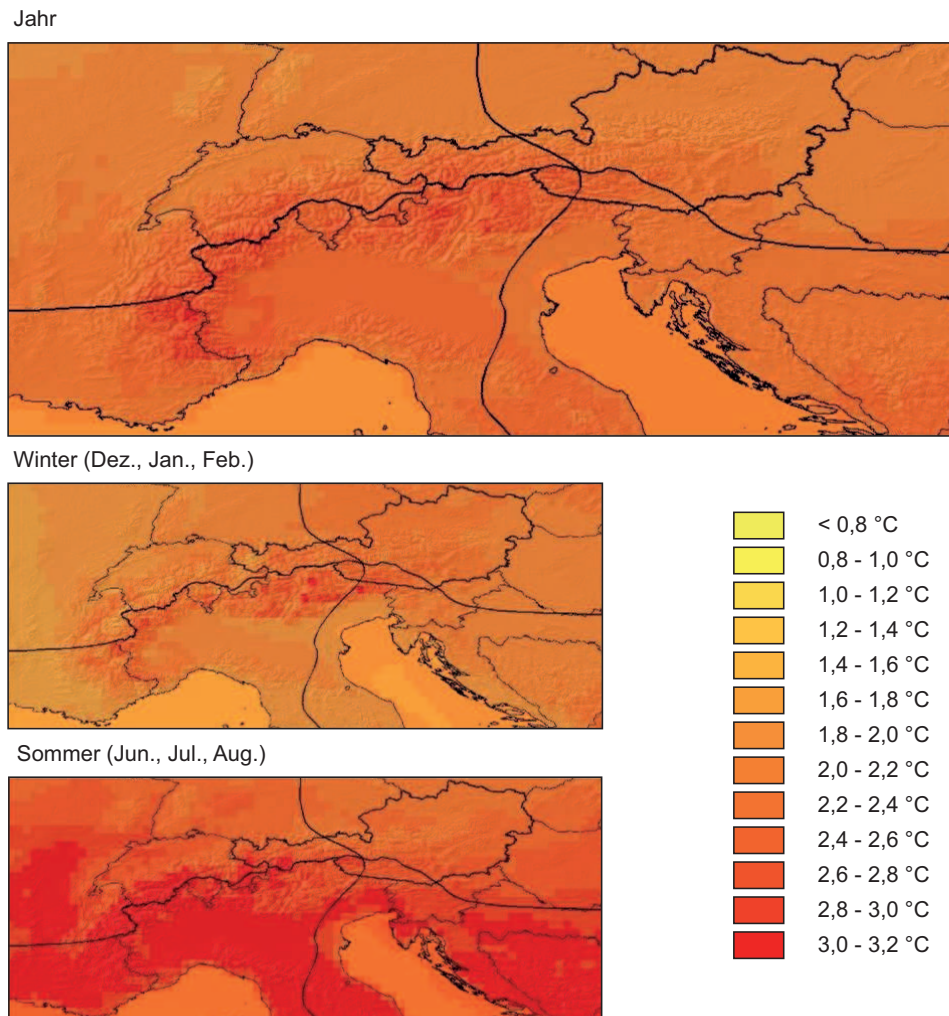 Jahr
Winter (Dez., Jan., Feb.)
Sommer (Jun., Jul., Aug.)
< 0,8 °C
0,8 - 1,0 °C
1,0 - 1,2 °C
1,2 - 1,4 °C
1,4 - 1,6 °C
1,6 - 1,8 °C
1,8 - 2,0 °C
2,0 - 2,2 °C
2,2 - 2,4 °C
2,4 - 2,6 °C
2,6 - 2,8 °C
2,8 - 3,0 °C
3,0 - 3,2 °C